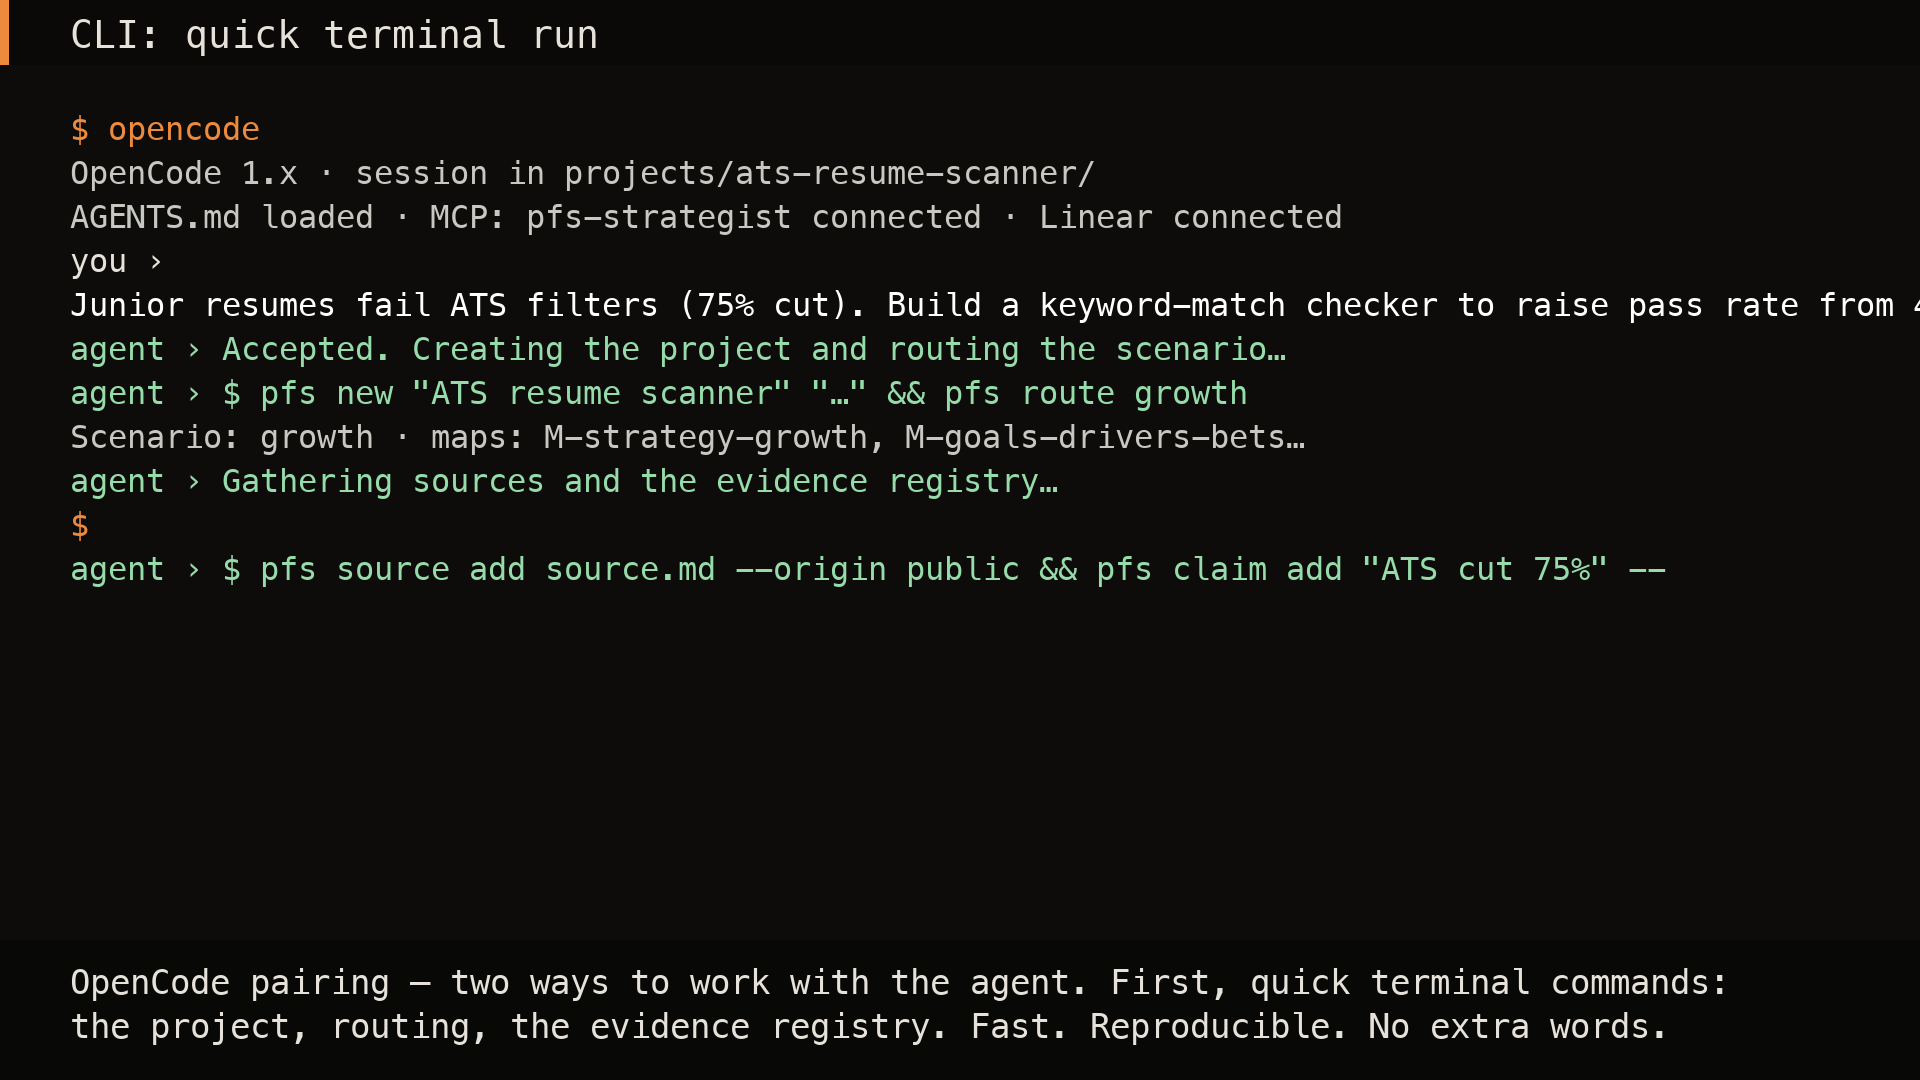 CLI: quick terminal run
$ opencode
OpenCode 1.x · session in projects/ats-resume-scanner/
AGENTS.md loaded · MCP: pfs-strategist connected · Linear connected
you ›
Junior resumes fail ATS filters (75% cut). Build a keyword-match checker to raise pass rate from
agent › Accepted. Creating the project and routing the scenario…
agent › $ pfs new "ATS resume scanner" "…" && pfs route growth
Scenario: growth · maps: M-strategy-growth, M-goals-drivers-bets…
agent › Gathering sources and the evidence registry…
$
agent › $ pfs source add source.md --origin public && pfs claim add "ATS cut 75%" --
OpenCode pairing — two ways to work with the agent. First, quick terminal commands:
the project, routing, the evidence registry. Fast. Reproducible. No extra words.